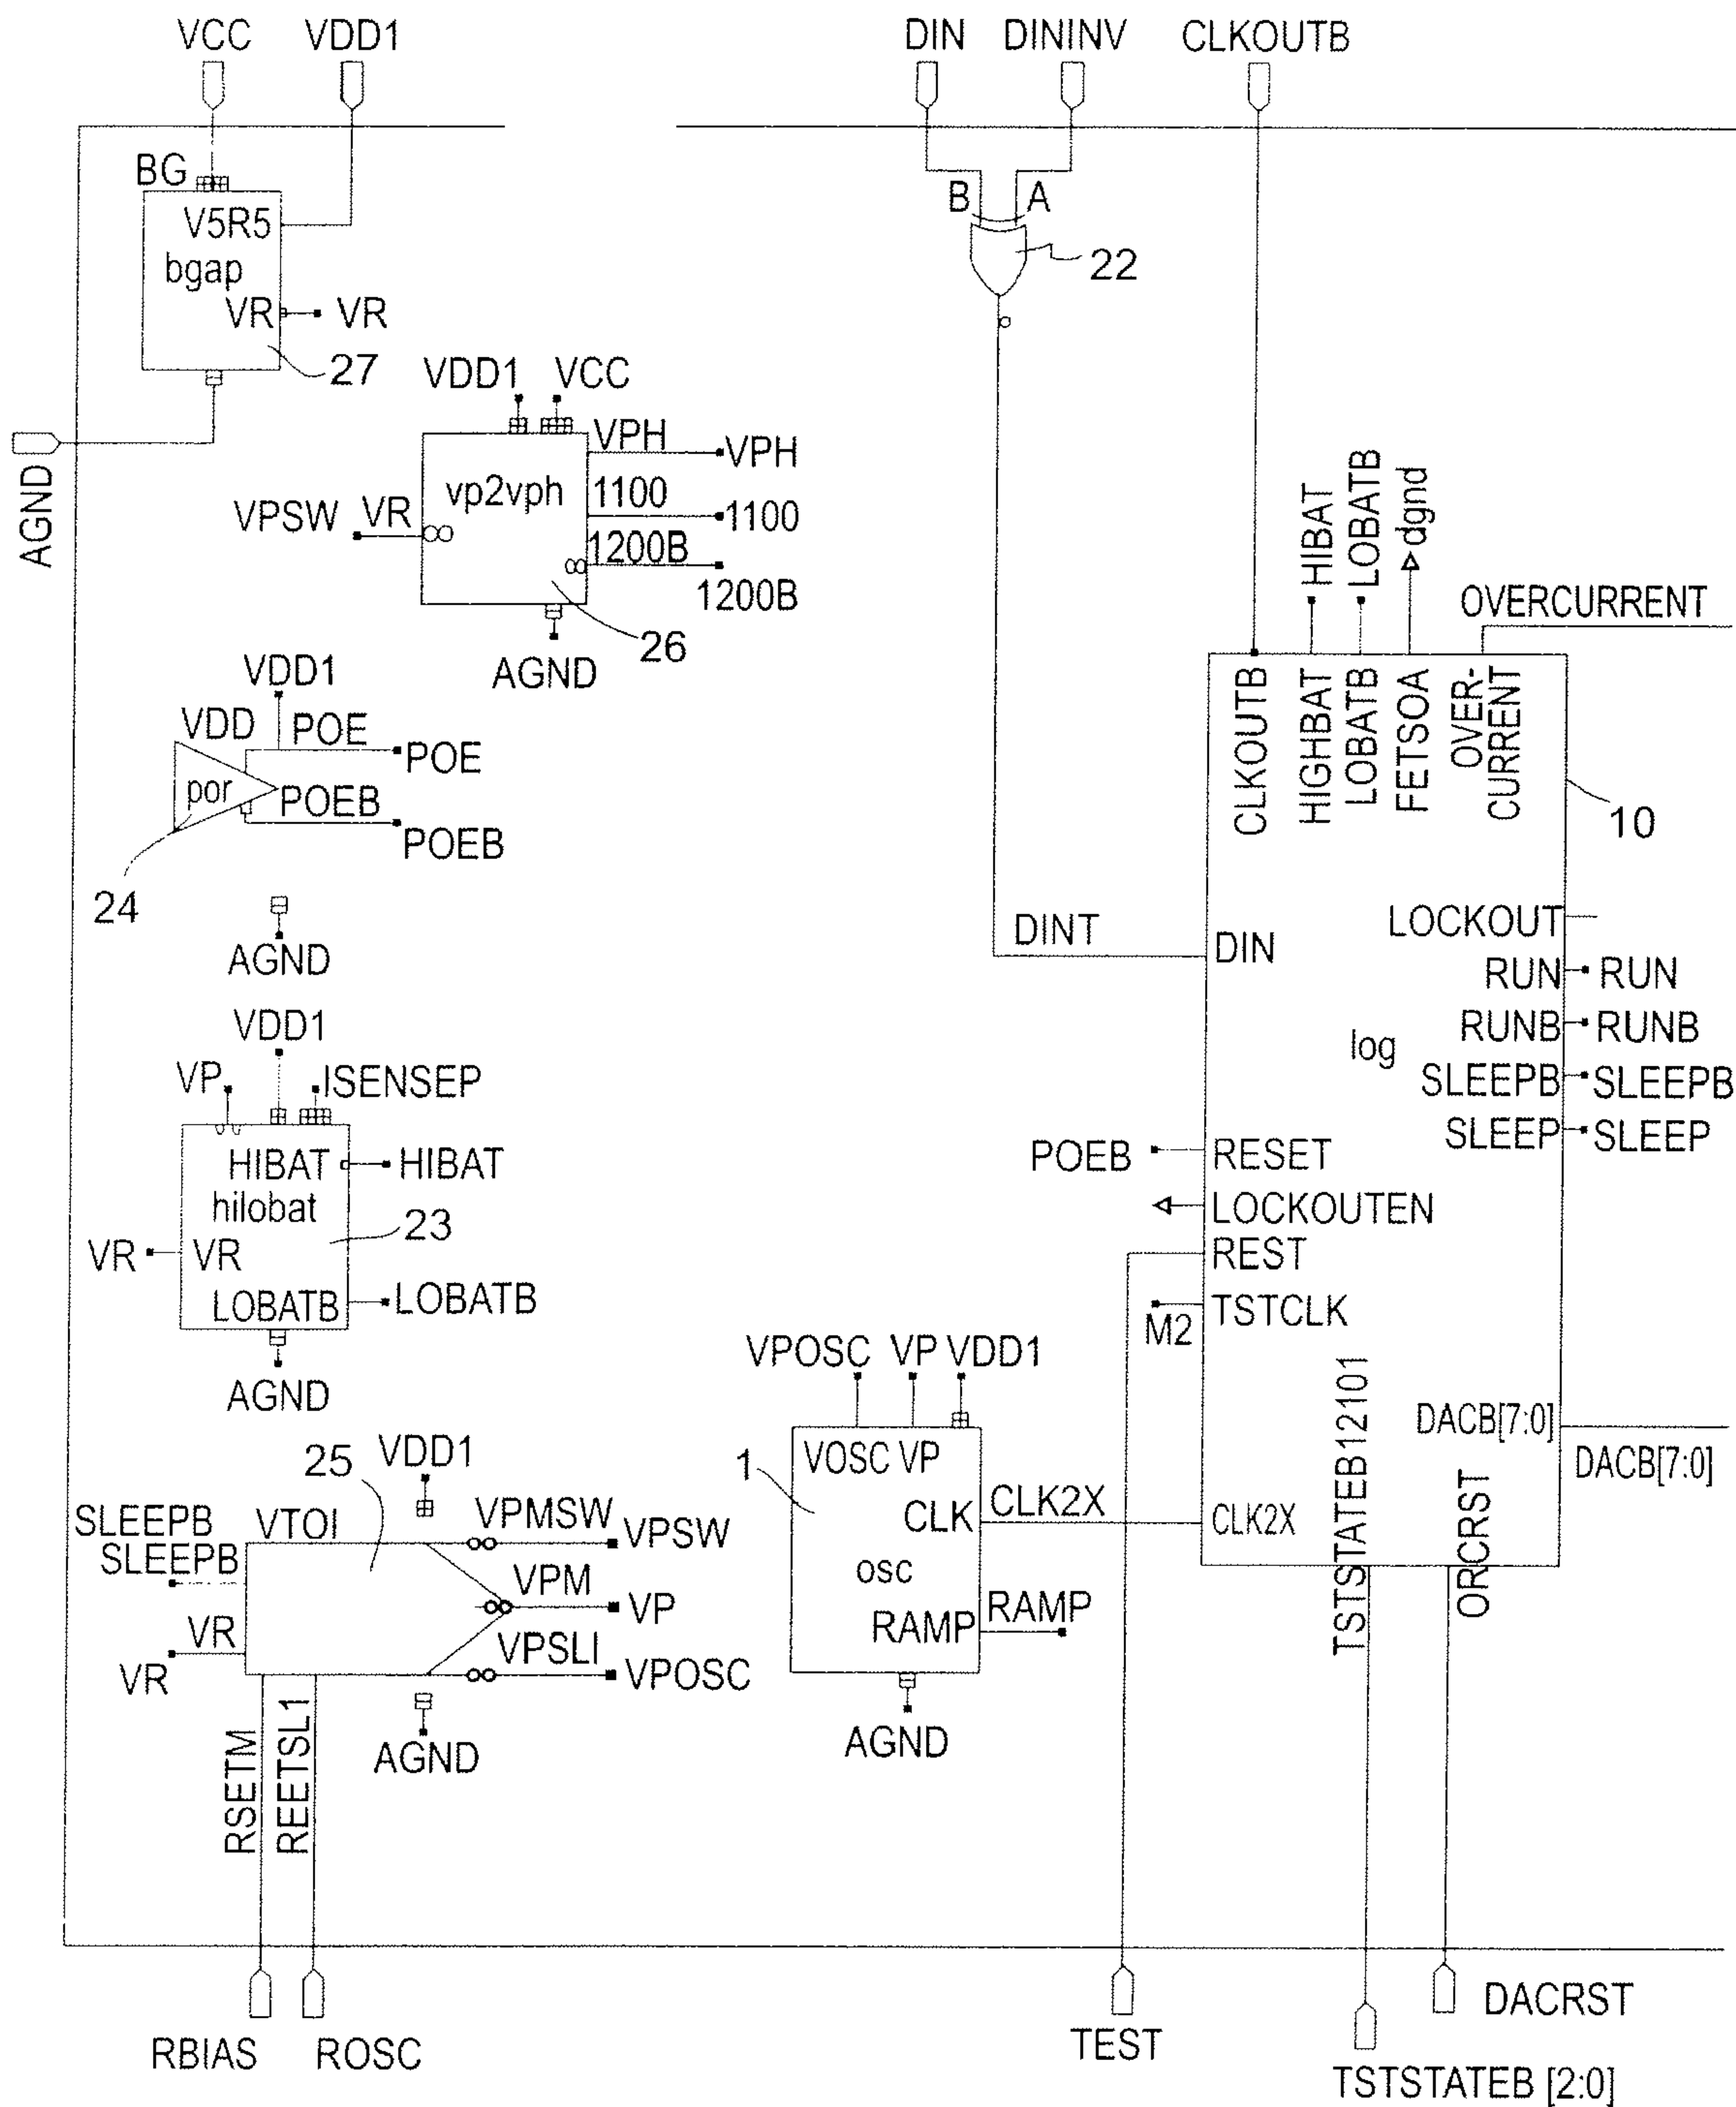 VCC
VDD1
DIN
DININV
CLKOUTB
BG
V5R5
bgap
VR
VR
27
AGND
B
A
22
VDD1
VCC
VPH
VPH
vp2vph
1100
1100
VPSW
VR
1200B
1200B
26
AGND
HIBAT
LOBATB
dgnd
OVERCURRENT
CLKOUTB
HIGHBAT
LOBATB
FETSOA
OVER-
CURRENT
10
VDD1
VDD
POE
POE
por
POEB
POEB
24
AGND
DINT
DIN
LOCKOUT
RUN
RUN
RUNB
RUNB
log
SLEEPB
SLEEPB
SLEEP
SLEEP
VDD1
VP
ISENSEP
HIBAT
HIBAT
hilobat
23
VR
VR
LOBATB
LOBATB
AGND
POEB
RESET
LOCKOUTEN
REST
M2
TSTCLK
TSTSTATEB12101
DACB[7:0]
DACB[7:0]
ORCRST
VPOSC
VP
VDD1
1
VOSC
VP
CLK
CLK2X
CLK2X
osc
RAMP
RAMP
AGND
25
VDD1
SLEEPB
SLEEPB
VTOI
VPMSW
VPSW
VPM
VP
VR
VR
VPSLI
VPOSC
AGND
RSETM
REETSL1
RBIAS
ROSC
TEST
DACRST
TSTSTATEB [2:0]